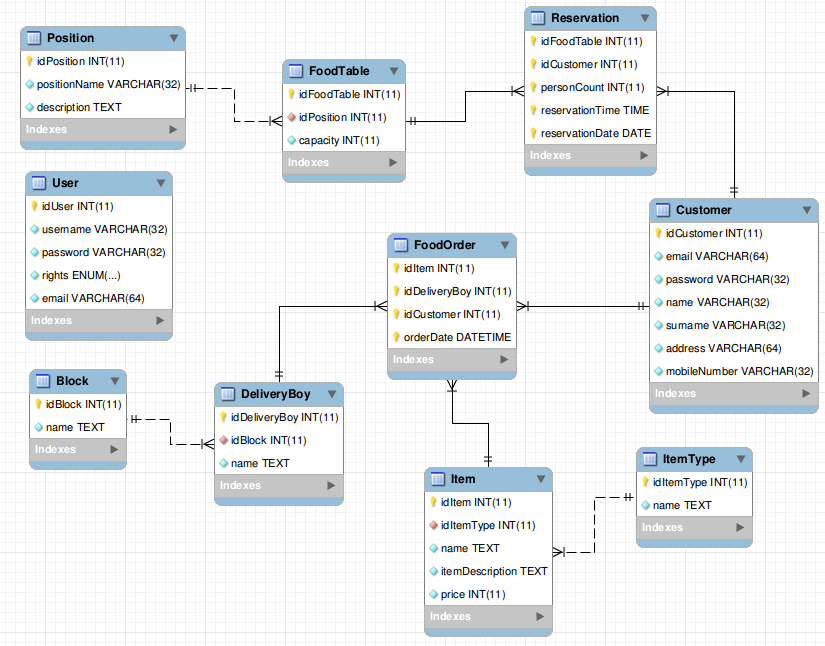 Position
idPosition INT(11)
positionName VARCHAR(32)
description TEXT
Indexes
FoodTable
idFoodTable INT(11)
idPosition INT(11)
capacity INT(11)
Indexes
Reservation
idFoodTable INT(11)
idCustomer INT(11)
personCount INT(11)
reservationTime TIME
reservationDate DATE
Indexes
User
idUser INT(11)
username VARCHAR(32)
password VARCHAR(32)
rights ENUM(...)
email VARCHAR(64)
Indexes
FoodOrder
idItem INT(11)
idDeliveryBoy INT(11)
idCustomer INT(11)
orderDate DATETIME
Indexes
Customer
idCustomer INT(11)
email VARCHAR(64)
password VARCHAR(32)
name VARCHAR(32)
surname VARCHAR(32)
address VARCHAR(64)
mobileNumber VARCHAR(32)
Indexes
Block
idBlock INT(11)
name TEXT
Indexes
DeliveryBoy
idDeliveryBoy INT(11)
idBlock INT(11)
name TEXT
Indexes
Item
idItem INT(11)
idItemType INT(11)
name TEXT
itemDescription TEXT
price INT(11)
Indexes
ItemType
idItemType INT(11)
name TEXT
Indexes